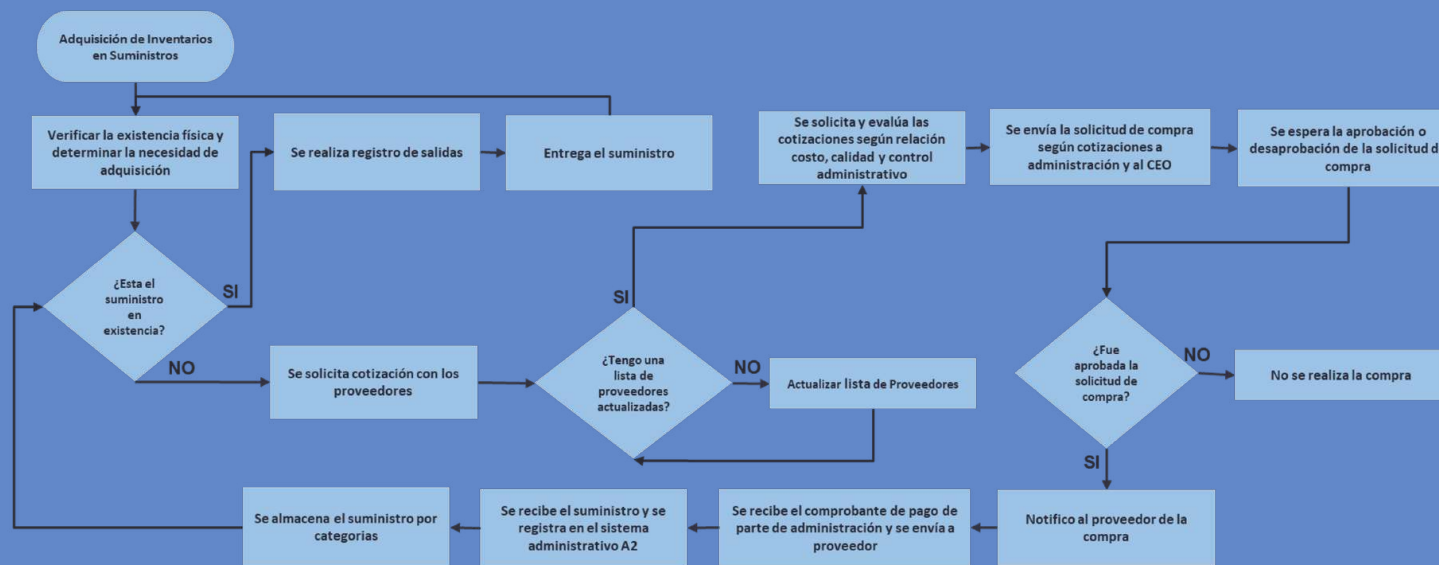 Adquisición de Inventarios
en Suministros
Verificar la existencia física y
determinar la necesidad de
adquisición
Se realiza registro de salidas
Entrega el suministro
Se solicita y evalúa las
cotizaciones según relación
costo, calidad y control
administrativo
Se envía la solicitud de compra
según cotizaciones a
administración y al CEO
Se espera la aprobación o
desaprobación de la solicitud d
compra
¿Esta el
suministro
en
existencia?
SI
NO
Se solicita cotización con los
proveedores
SI
¿Tengo una
lista de
proveedores
actualizadas?
NO
Actualizar lista de Proveedores
¿Fue
aprobada la
solicitud de
compra?
NO
No se realiza la compra
SI
Notifico al proveedor de la
compra
Se recibe el comprobante de pago de
parte de administración y se envía a
proveedor
Se recibe el suministro y se
registra en el sistema
administrativo A2
Se almacena el suministro por
categorias